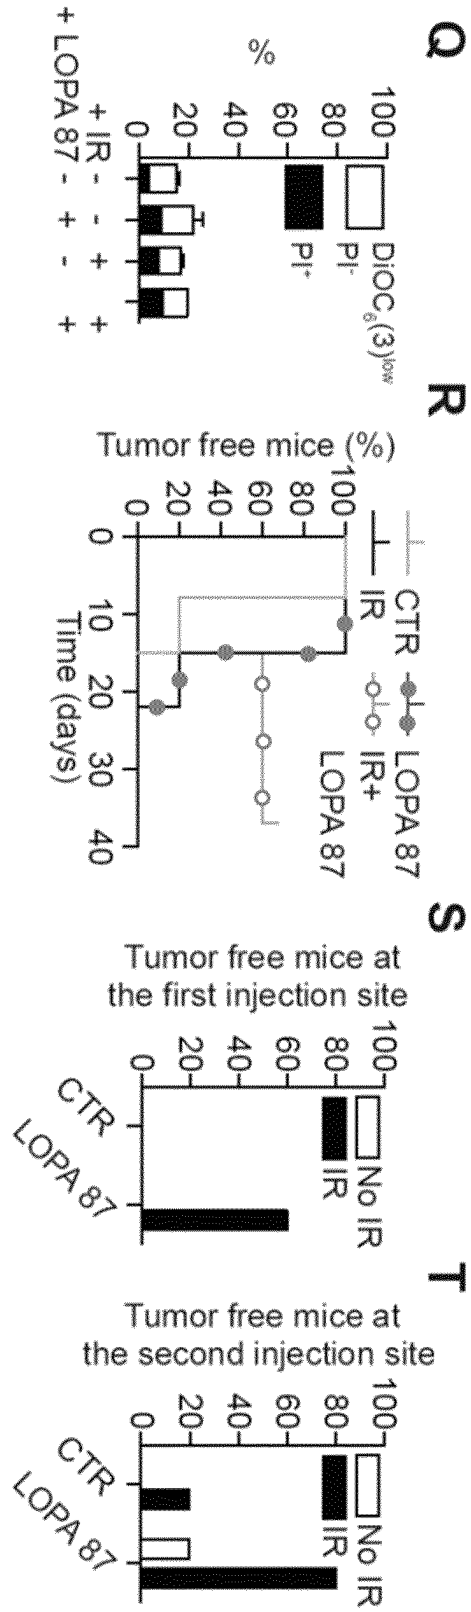 Q
%
100
80
60
40
20
0
DiOC6(3)low
PI-
PI+
+ IR - - + +
+ LOPA 87 - + - +
R
Tumor free mice (%)
100
80
60
40
20
0
0 10 20 30 40
Time (days)
CTR
IR
LOPA 87
IR+
LOPA 87
S
Tumor free mice at
the first injection site
100
80
60
40
20
0
No IR
IR
CTR
LOPA 87
T
Tumor free mice at
the second injection site
100
80
60
40
20
0
No IR
IR
CTR
LOPA 87